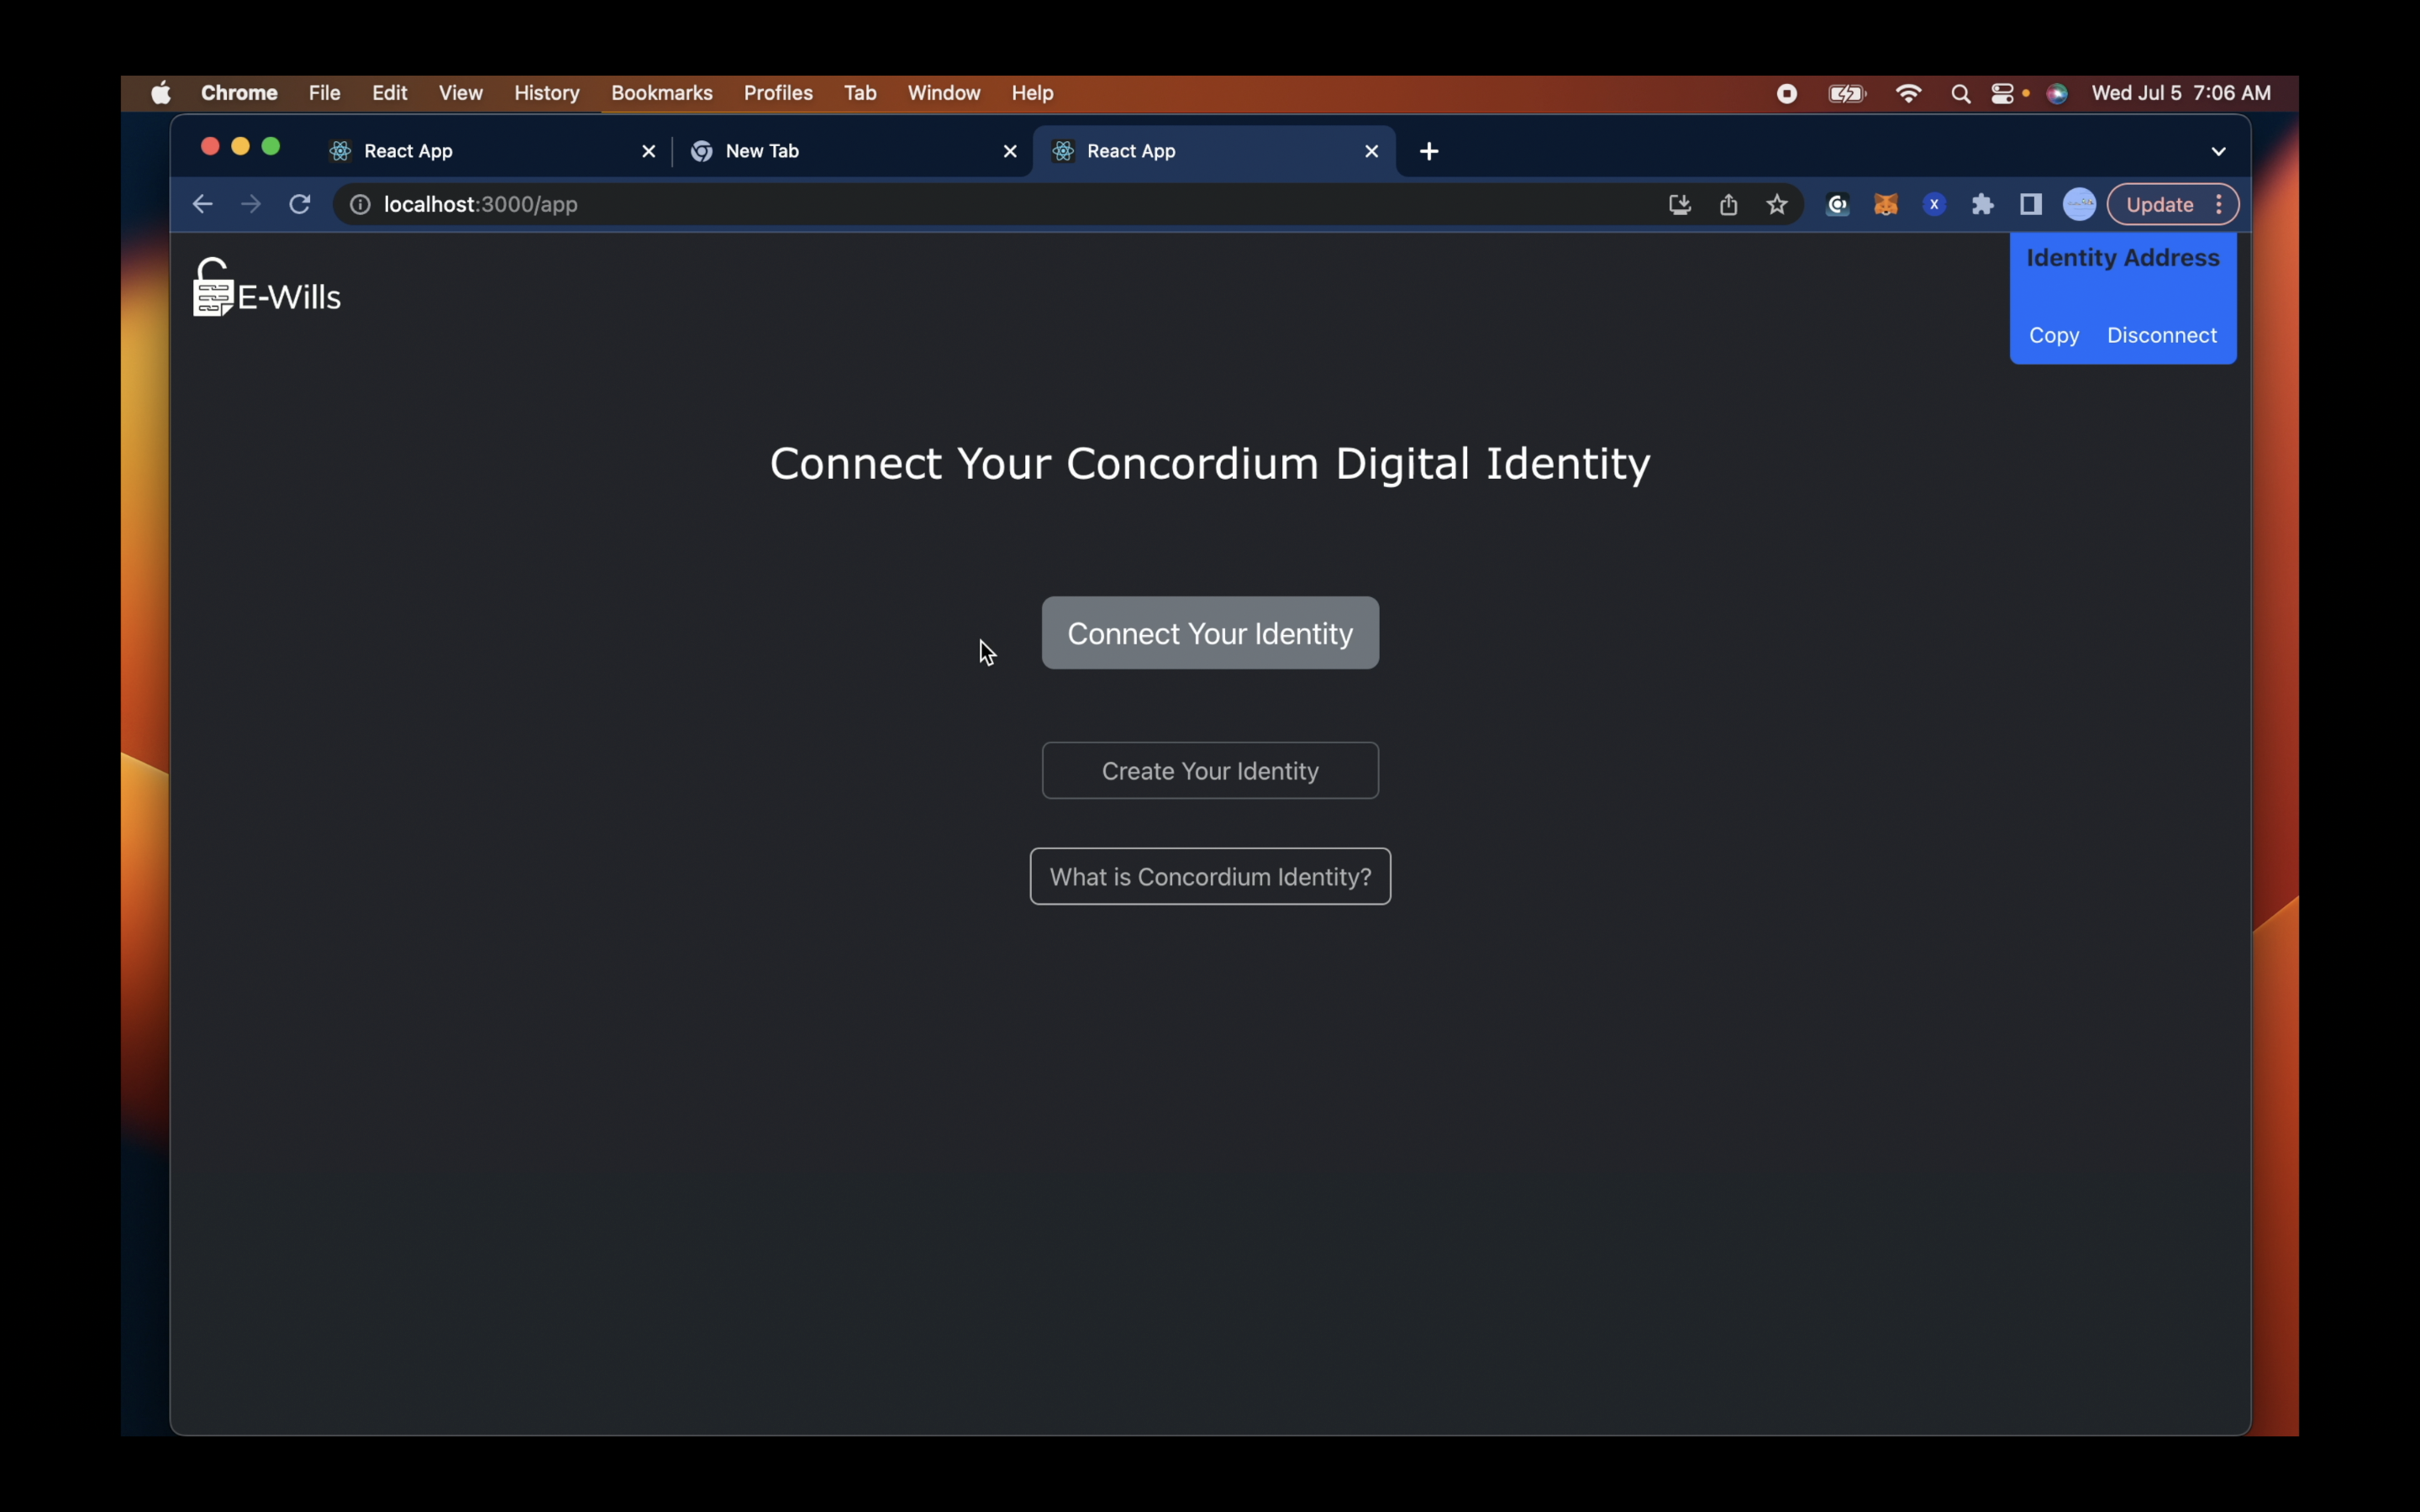 Chrome File Edit View History Bookmarks Profiles Tab Window Help Wed Jul 5 7:06 AM
React App New Tab React App
localhost:3000/app X Update
E-Wills
Identity Address
Copy Disconnect
Connect Your Concordium Digital Identity
Connect Your Identity
Create Your Identity
What is Concordium Identity?